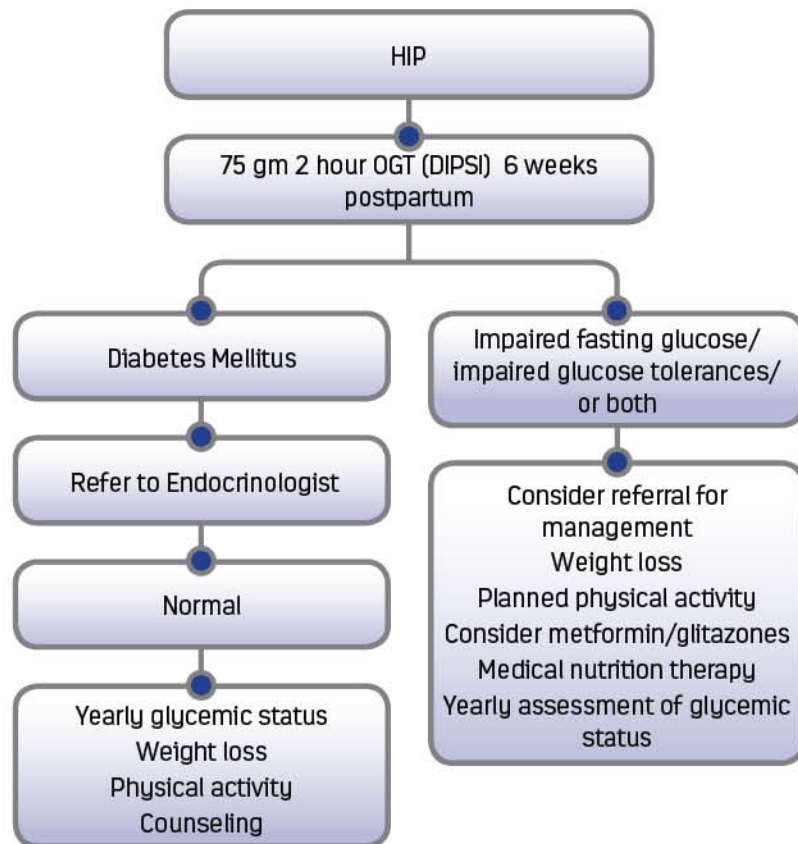 HIP
75 gm 2 hour OGT (DIPSI) 6 weeks
postpartum
Diabetes Mellitus
Refer to Endocrinologist
Normal
Yearly glycemic status
Weight loss
Physical activity
Counseling
Impaired fasting glucose/
impaired glucose tolerances/
or both
Consider referral for
management
Weight loss
Planned physical activity
Consider metformin/glitazones
Medical nutrition therapy
Yearly assessment of glycemic
status